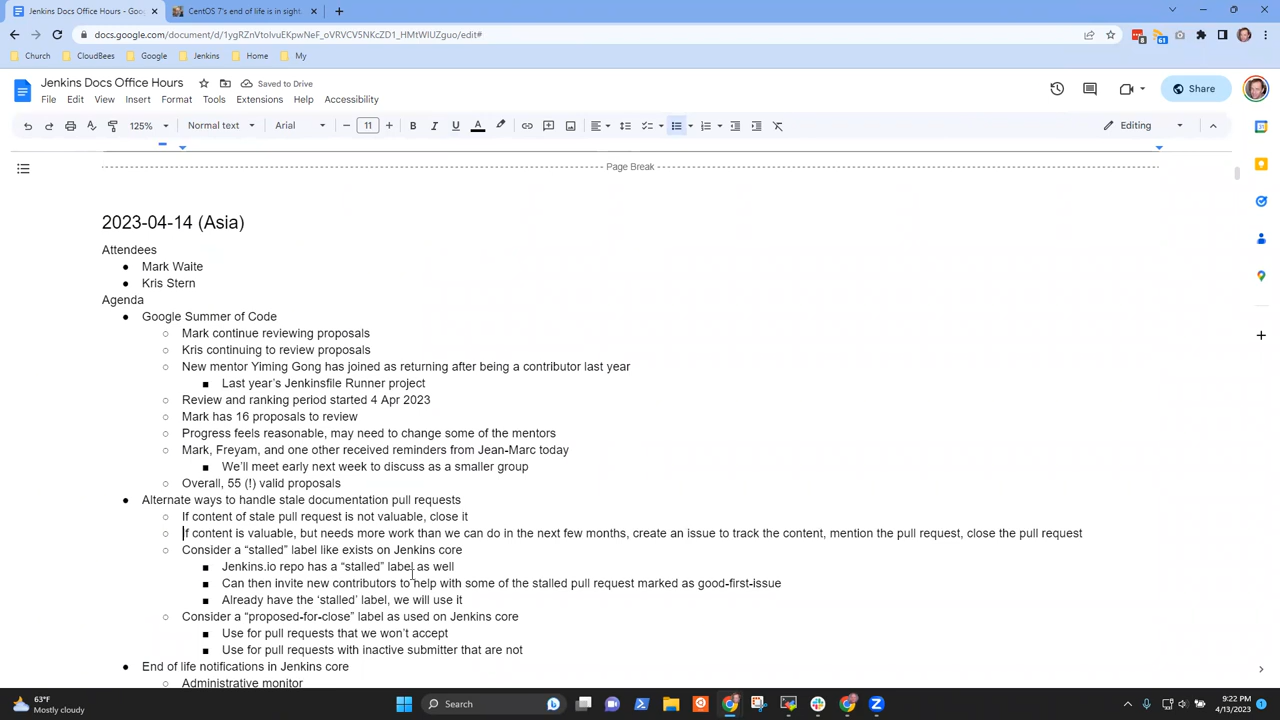 Jenkins Docs Office Hours - Goo
CentOS 7's end of life is in sight.
docs.google.com/document/d/1ygRZnVtoIvuEKpwNeF_oVRVCV5NKcZD1_HMtWIUZguo/edit#
Church
CloudBees
Google
Jenkins
Home
My
Jenkins Docs Office Hours
Saved to Drive
File Edit View Insert Format Tools Extensions Help Accessibility
Share
125% Normal text Arial 11 Editing
Page Break
2023-04-14 (Asia)
Attendees
● Mark Waite
● Kris Stern
Agenda
● Google Summer of Code
○ Mark continue reviewing proposals
○ Kris continuing to review proposals
○ New mentor Yiming Gong has joined as returning after being a contributor last year
■ Last year's Jenkinsfile Runner project
○ Review and ranking period started 4 Apr 2023
○ Mark has 16 proposals to review
○ Progress feels reasonable, may need to change some of the mentors
○ Mark, Freyam, and one other received reminders from Jean-Marc today
■ We'll meet early next week to discuss as a smaller group
○ Overall, 55 (!) valid proposals
● Alternate ways to handle stale documentation pull requests
○ If content of stale pull request is not valuable, close it
○ If content is valuable, but needs more work than we can do in the next few months, create an issue to track the content, mention the pull request, close the pull request
○ Consider a “stalled” label like exists on Jenkins core
■ Jenkins.io repo has a “stalled” label as well
■ Can then invite new contributors to help with some of the stalled pull request marked as good-first-issue
■ Already have the ‘stalled’ label, we will use it
○ Consider a “proposed-for-close” label as used on Jenkins core
■ Use for pull requests that we won't accept
■ Use for pull requests with inactive submitter that are not
● End of life notifications in Jenkins core
○ Administrative monitor
63°F
Mostly cloudy
Search
9:22 PM
4/13/2023